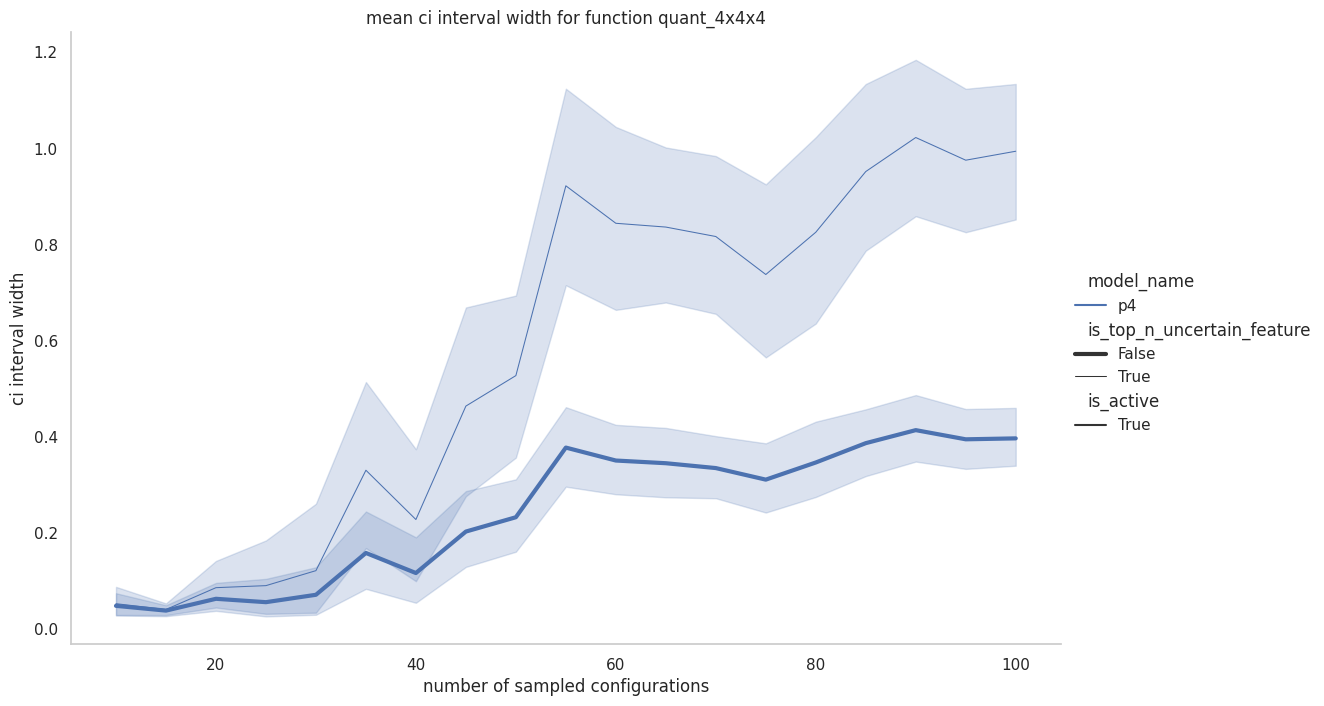 mean ci interval width for function quant_4x4x4
1.2
1.0
0.8
0.6
0.4
0.2
0.0
ci interval width
20
40
60
80
100
number of sampled configurations
model_name
p4
is_top_n_uncertain_feature
False
True
is_active
True